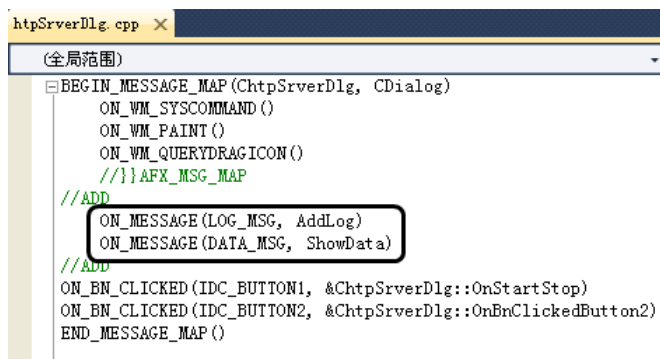 htpSrverDlg.cpp ×
(全局范围)
BEGIN_MESSAGE_MAP(ChtpSrverDlg, CDialog)
ON_WM_SYSCOMMAND()
ON_WM_PAINT()
ON_WM_QUERYDRAGICON()
//}}AFX_MSG_MAP
//ADD
ON_MESSAGE(LOG_MSG, AddLog)
ON_MESSAGE(DATA_MSG, ShowData)
//ADD
ON_BN_CLICKED(IDC_BUTTON1, &ChtpSrverDlg::OnStartStop)
ON_BN_CLICKED(IDC_BUTTON2, &ChtpSrverDlg::OnBnClickedButton2)
END_MESSAGE_MAP()